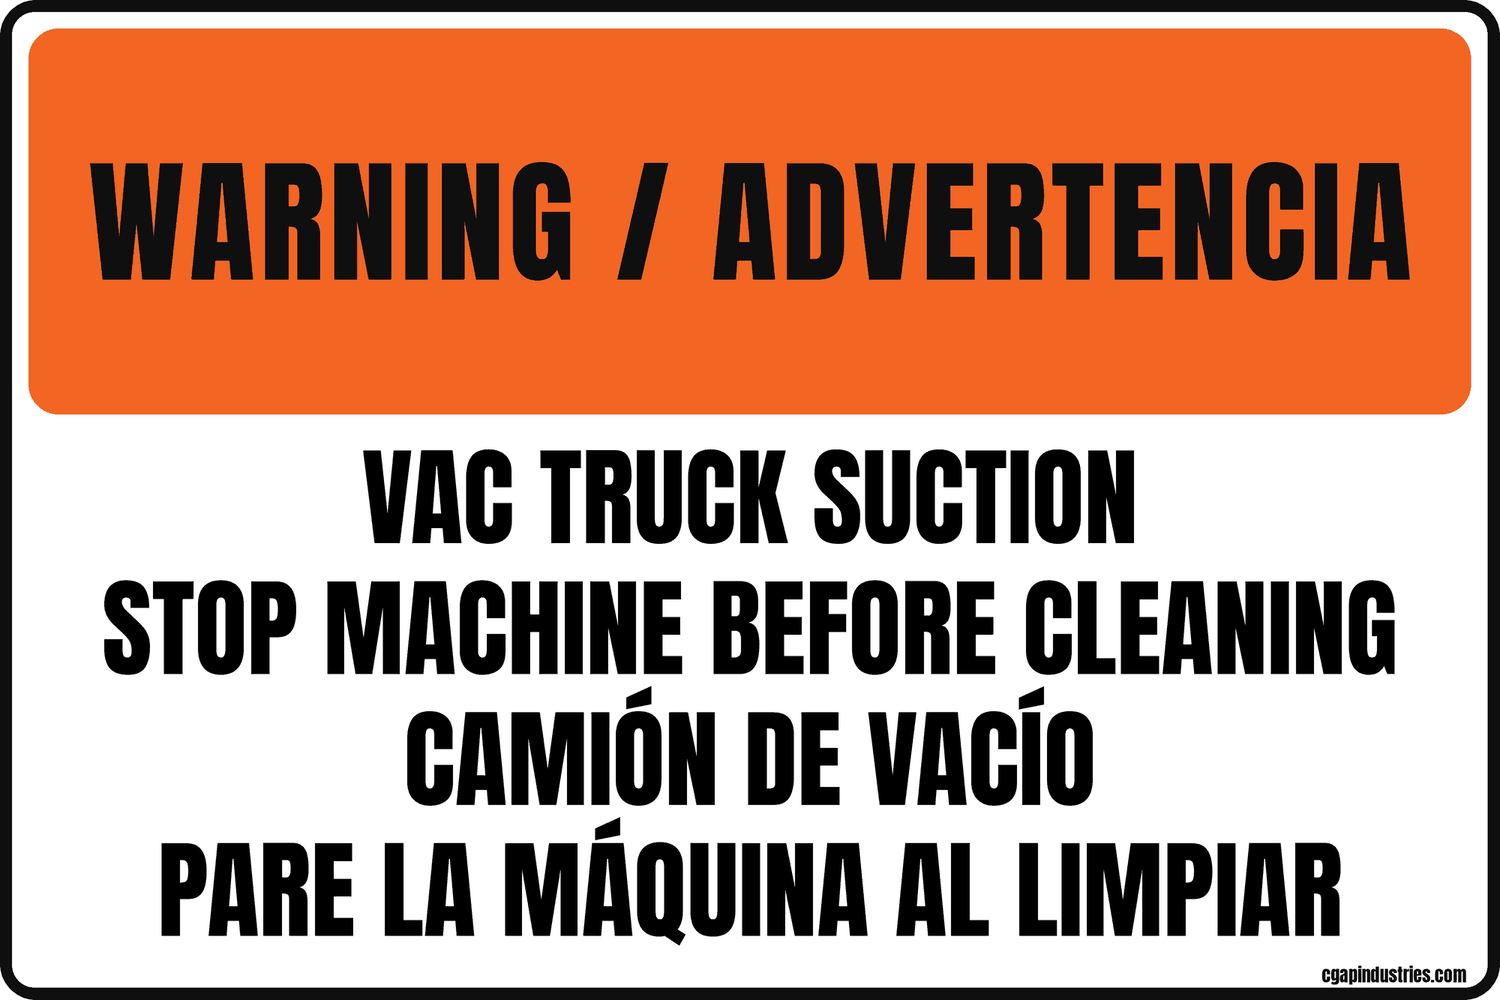 WARNING / ADVERTENCIA
VAC TRUCK SUCTION
STOP MACHINE BEFORE CLEANING
CAMIÓN DE VACÍO
PARE LA MÁQUINA AL LIMPIAR
cgapindustries.com